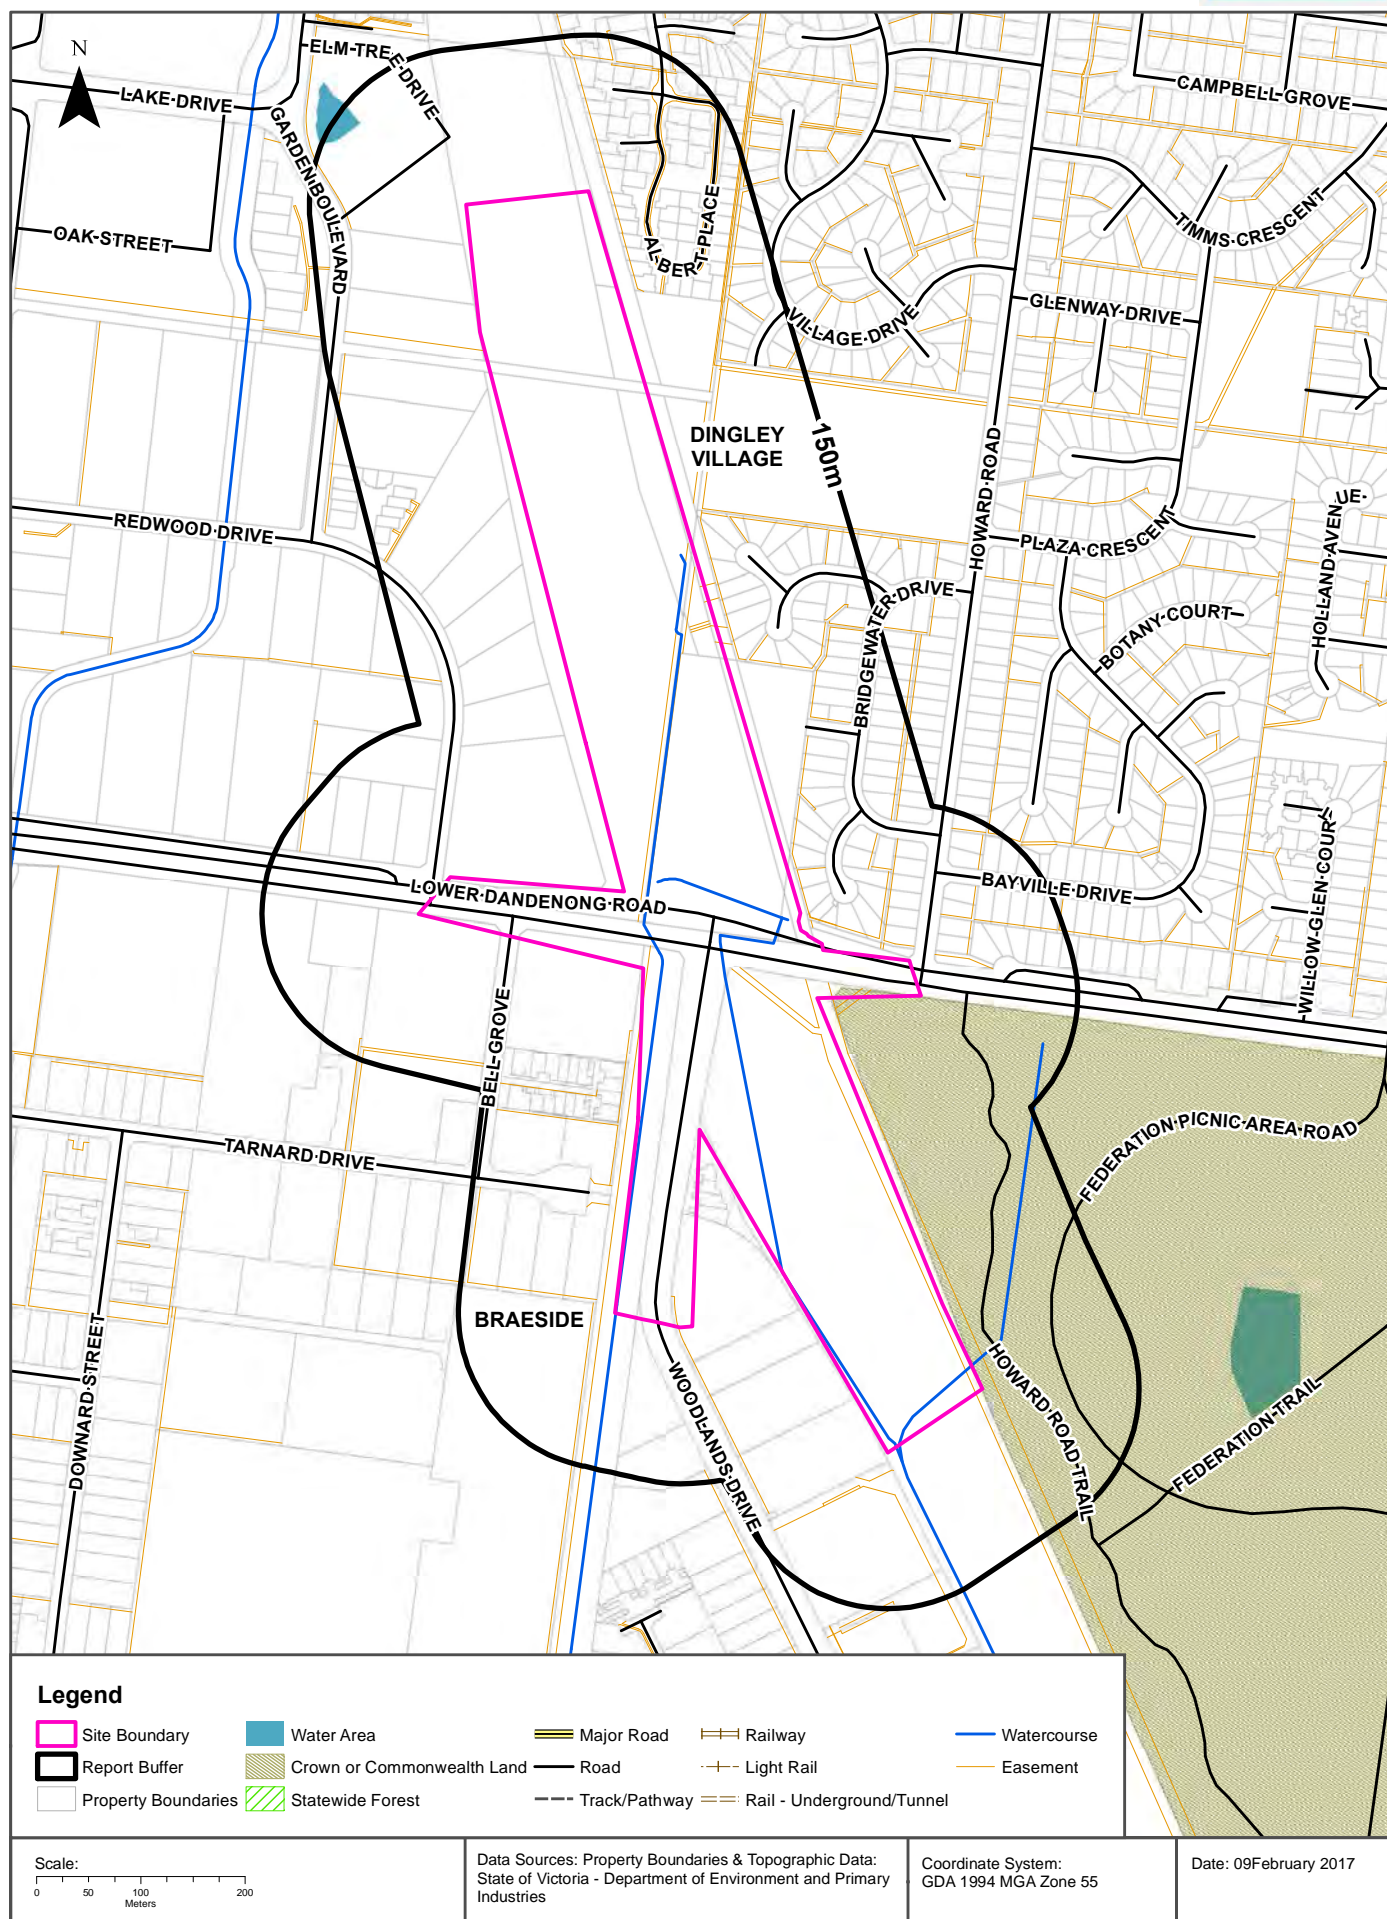 N
ELM TREE DRIVE
LAKE DRIVE
GARDEN BOULEVARD
OAK STREET
ALBERT PLACE
CAMPBELL GROVE
TIMMS CRESCENT
GLENWAY DRIVE
VILLAGE DRIVE
DINGLEY
VILLAGE
150m
HOWARD ROAD
REDWOOD DRIVE
PLAZA CRESCENT
HOLLAND AVENUE
BOTANY COURT
BRIDGEWATER DRIVE
BAYVILLE DRIVE
WILLOW GLEN COURT
LOWER DANDENONG ROAD
BELL GROVE
TARNARD DRIVE
FEDERATION PICNIC AREA ROAD
BRAESIDE
DOWNARD STREET
WOODLANDS DRIVE
HOWARD ROAD TRAIL
FEDERATION TRAIL
Legend
Site Boundary
Water Area
Major Road
Railway
Watercourse
Report Buffer
Crown or Commonwealth Land
Road
Light Rail
Easement
Property Boundaries
Statewide Forest
Track/Pathway
Rail - Underground/Tunnel
Scale:
0 50 100 200
Meters
Data Sources: Property Boundaries & Topographic Data:
State of Victoria - Department of Environment and Primary
Industries
Coordinate System:
GDA 1994 MGA Zone 55
Date: 09February 2017